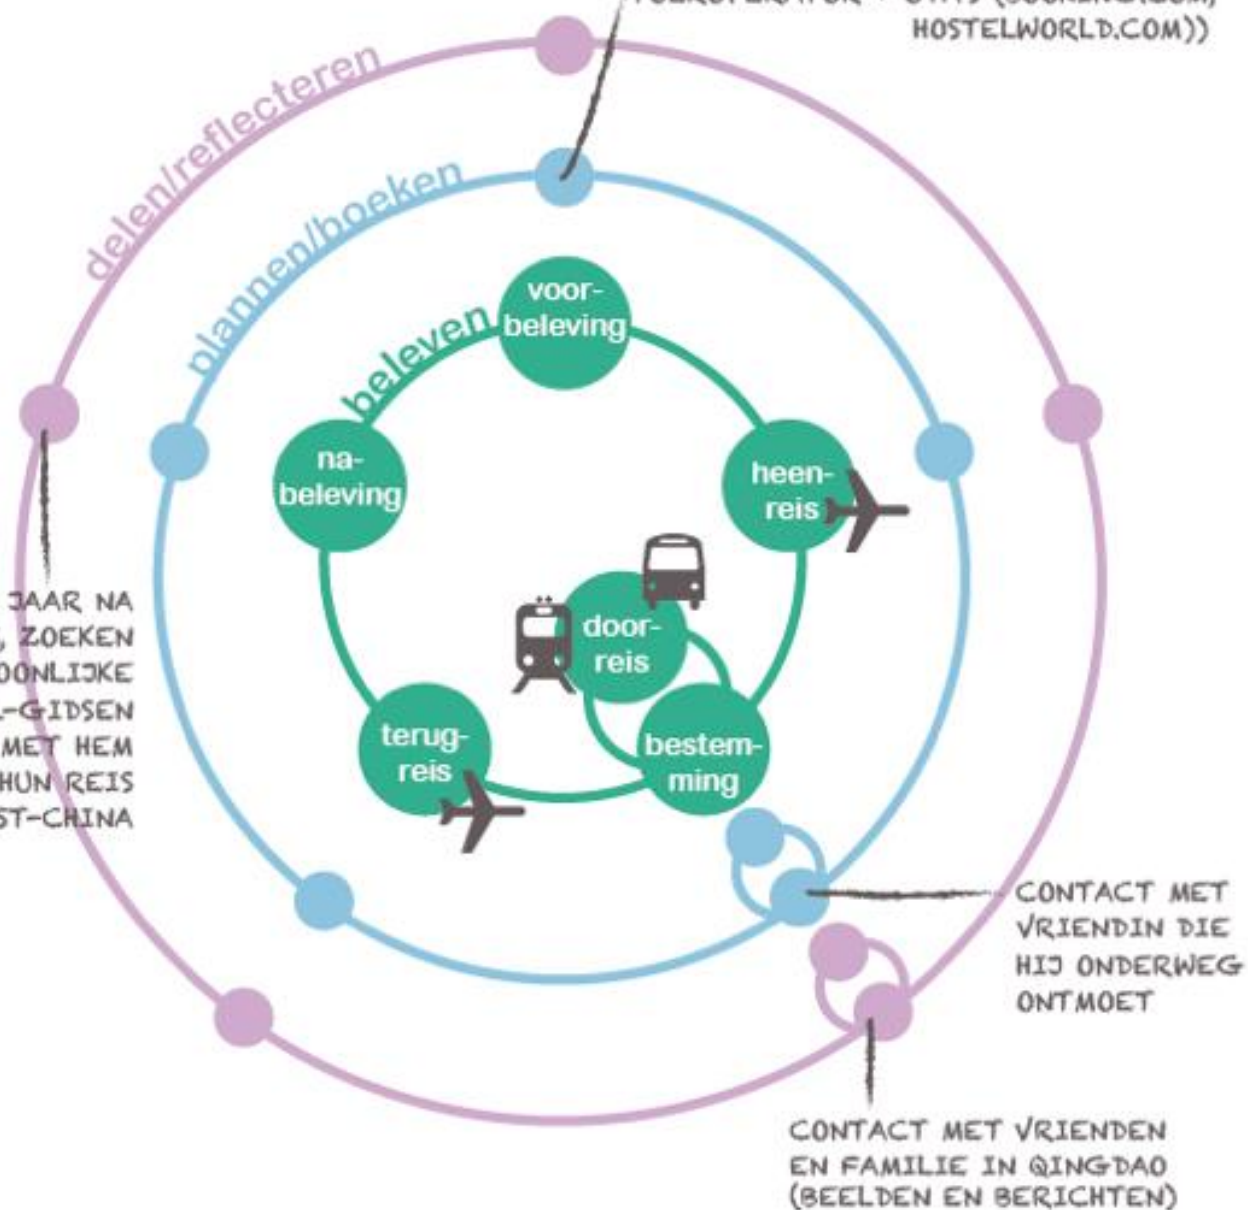 HOSTELWORLD.COM))
delen/reflecteren
plannen/boeken
beleven
voor-
beleving
na-
beleving
heen-
reis
door-
reis
terug-
reis
bestem-
ming
JAAR NA
ZOEKEN
-GIDSEN
MET HEM
HUN REIS
ST-CHINA
CONTACT MET
VRIENDIN DIE
HIJ ONDERWEG
ONTMOET
CONTACT MET VRIENDEN
EN FAMILIE IN QINGDAO
(BEELDEN EN BERICHTEN)